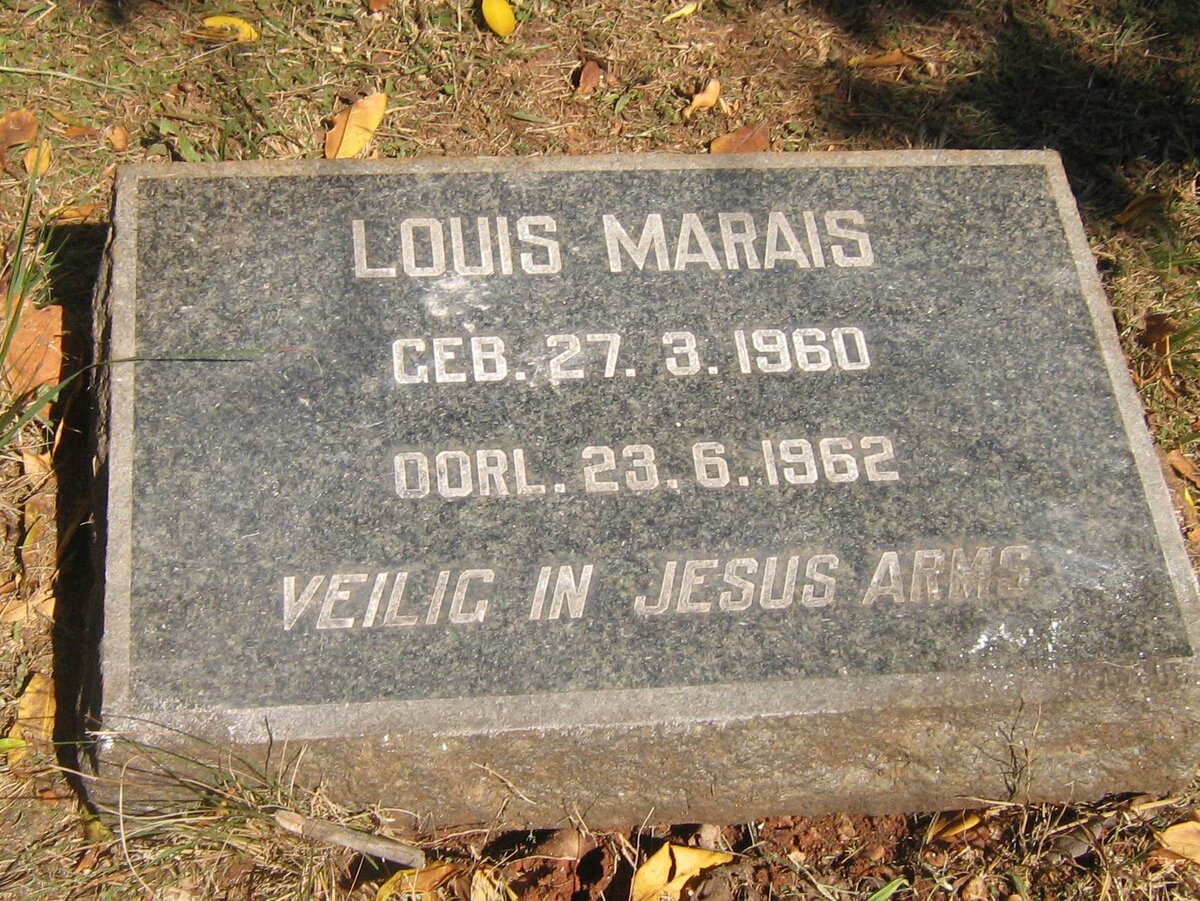 LOUIS MARAIS
GEB. 27. 3. 1960
OORL. 23. 6. 1962
VEILIG IN JESUS ARMS